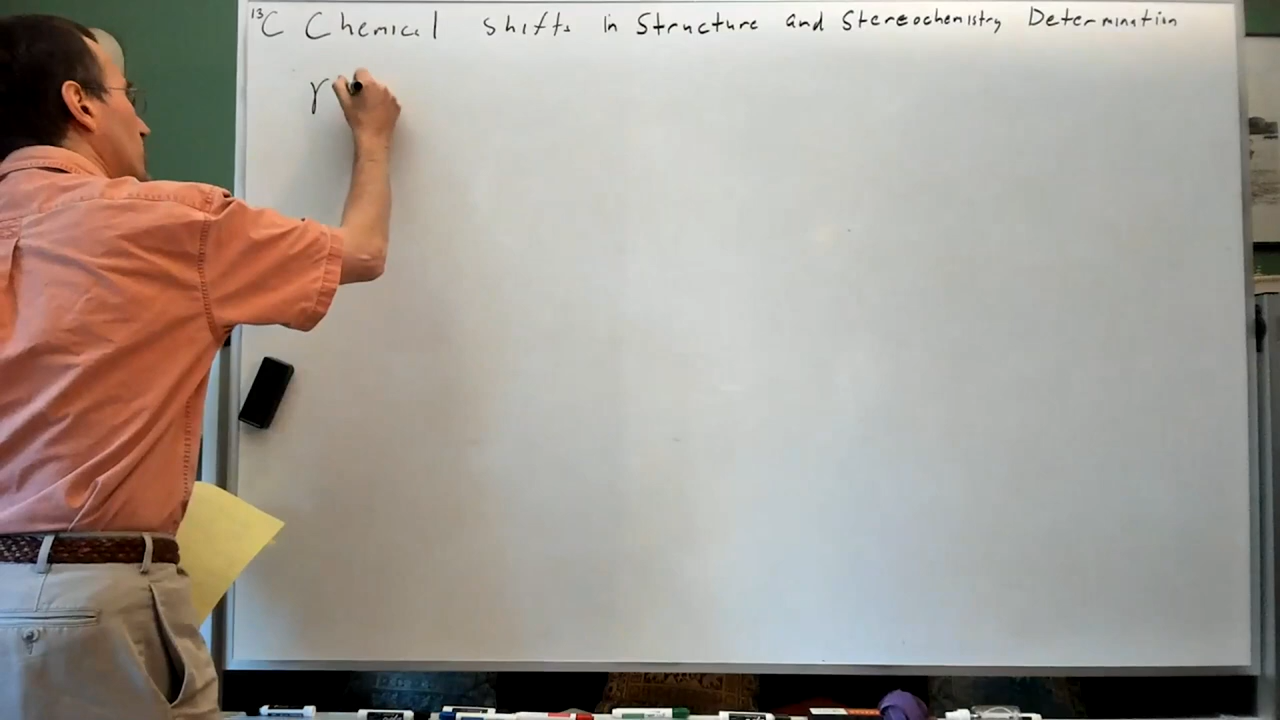 ¹³C Chemical Shifts in Structure and Stereochemistry Determination
γ